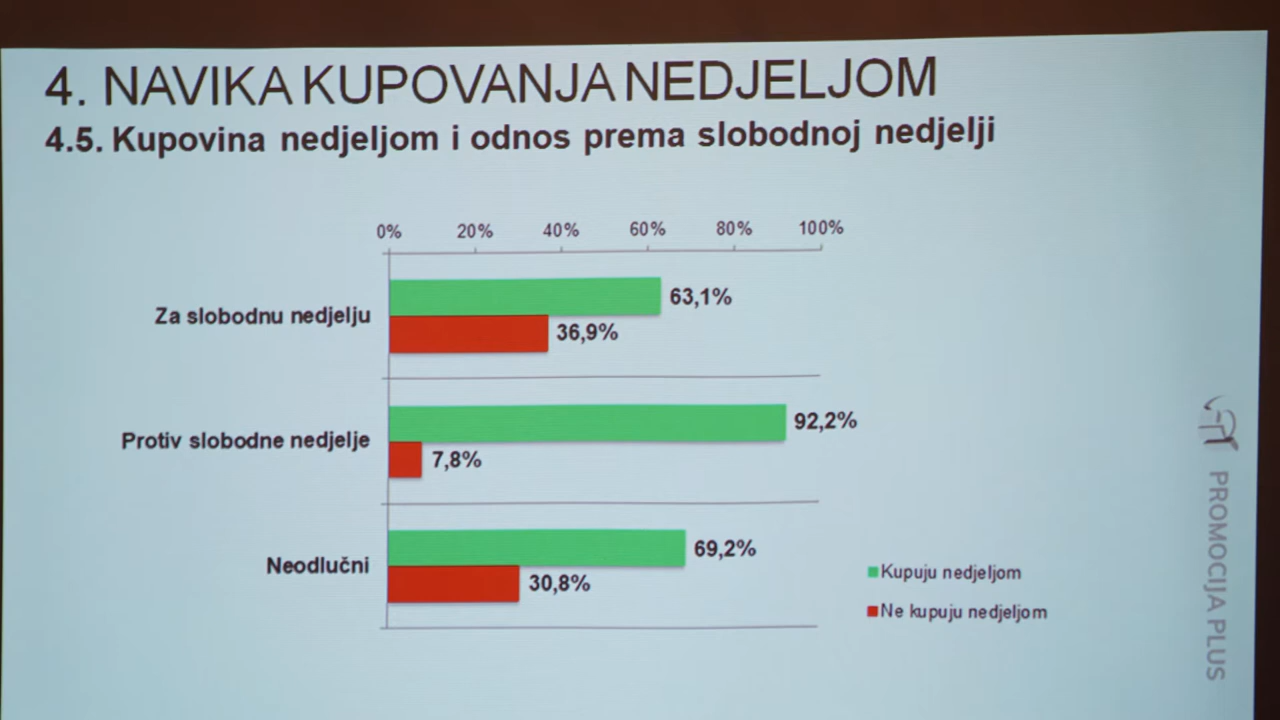 4. NAVIKA KUPOVANJA NEDJELJOM
4.5. Kupovina nedjeljom i odnos prema slobodnoj nedjelji
0% 20% 40% 60% 80% 100%
Za slobodnu nedjelju
63,1%
36,9%
Protiv slobodne nedjelje
92,2%
7,8%
Neodlučni
69,2%
30,8%
Kupuju nedjeljom
Ne kupuju nedjeljom
PROMOCIJA PLUS